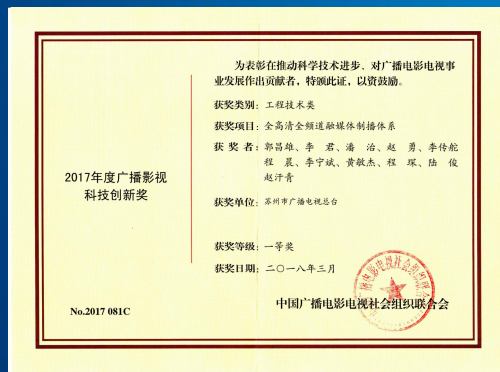 2017年度广播影视
科技创新奖
No.2017 081C
为表彰在推动科学技术进步、对广播电影电视事
业发展作出贡献者，特颁此证，以资鼓励。
获奖类别：工程技术类
获奖项目：全高清全频道融媒体制播体系
获 奖 者：郭昌雄、李 君、潘 治、赵 勇、李传舵
程 晨、李宁斌、黄敏杰、程 琛、陆 俊
赵汗青
获奖单位：苏州市广播电视总台
获奖等级：一等奖
获奖日期：二〇一八年三月
中国广播电影电视社会组织联合会